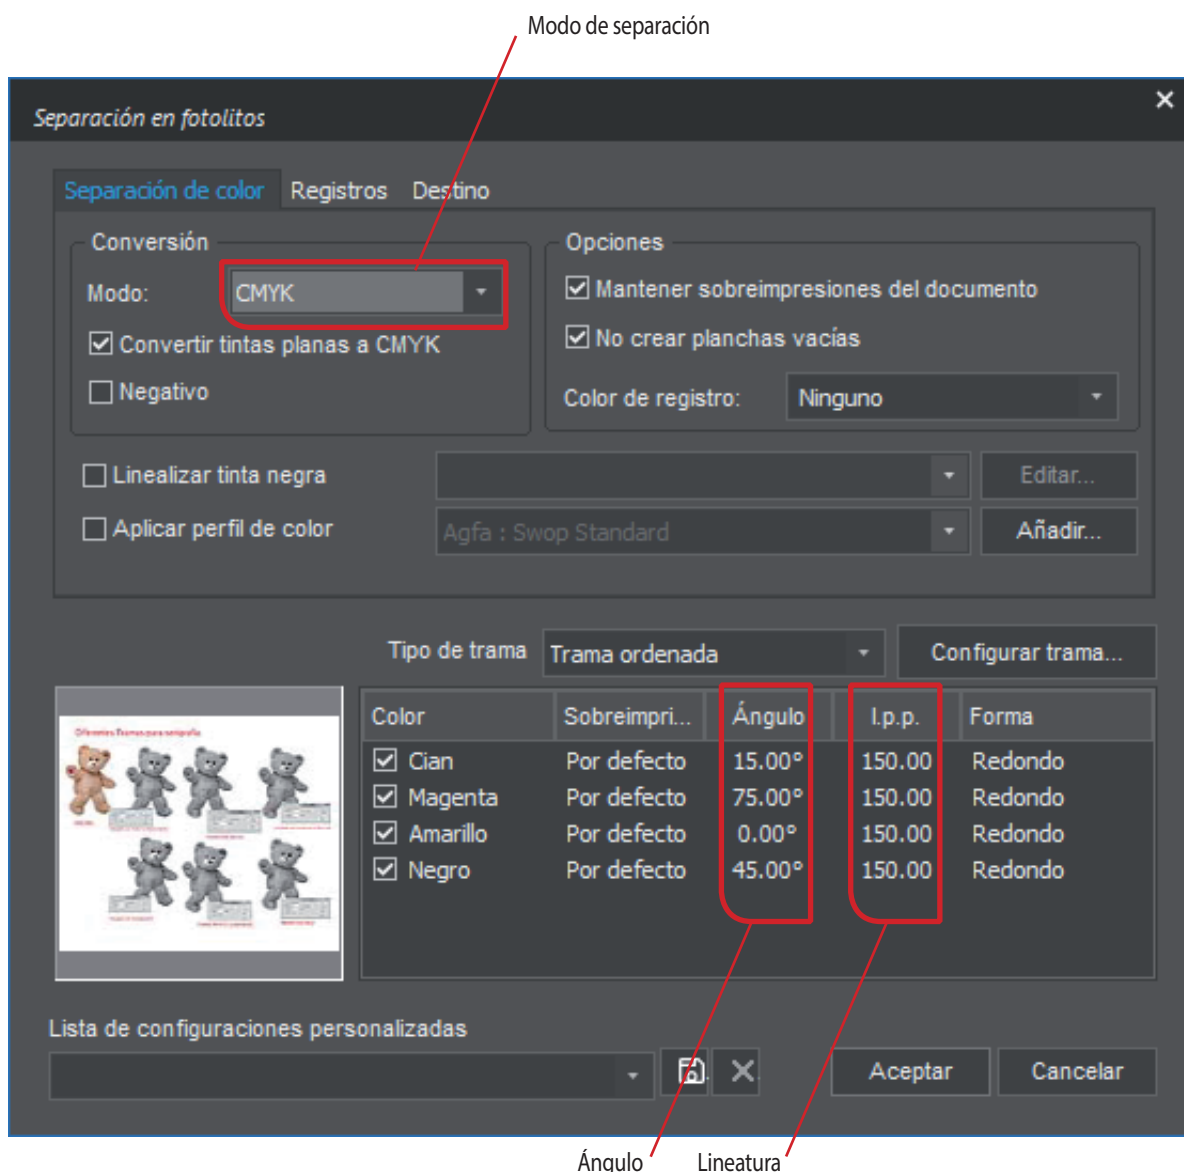 Modo de separación
Separación en fotolitos
Separación de color Registros Destino
Conversión
Modo: CMYK
Convertir tintas planas a CMYK
Negativo
Opciones
Mantener sobreimpresiones del documento
No crear planchas vacías
Color de registro: Ninguno
Linealizar tinta negra Editar...
Aplicar perfil de color Agfa : Swop Standard Añadir...
Tipo de trama Trama ordenada Configurar trama...
Diferentes Tramas para serigrafía
Color Sobreimpri... Ángulo l.p.p. Forma
Cian Por defecto 15.00° 150.00 Redondo
Magenta Por defecto 75.00° 150.00 Redondo
Amarillo Por defecto 0.00° 150.00 Redondo
Negro Por defecto 45.00° 150.00 Redondo
Lista de configuraciones personalizadas
Aceptar Cancelar
Ángulo Lineatura